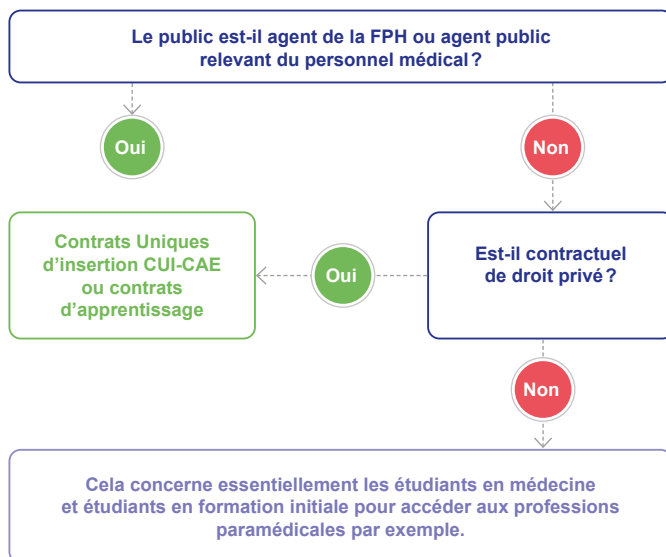 Le public est-il agent de la FPH ou agent public
relevant du personnel médical ?
Oui
Non
Contrats Uniques
d’insertion CUI-CAE
ou contrats
d’apprentissage
Oui
Est-il contractuel
de droit privé ?
Non
Cela concerne essentiellement les étudiants en médecine
et étudiants en formation initiale pour accéder aux professions
paramédicales par exemple.